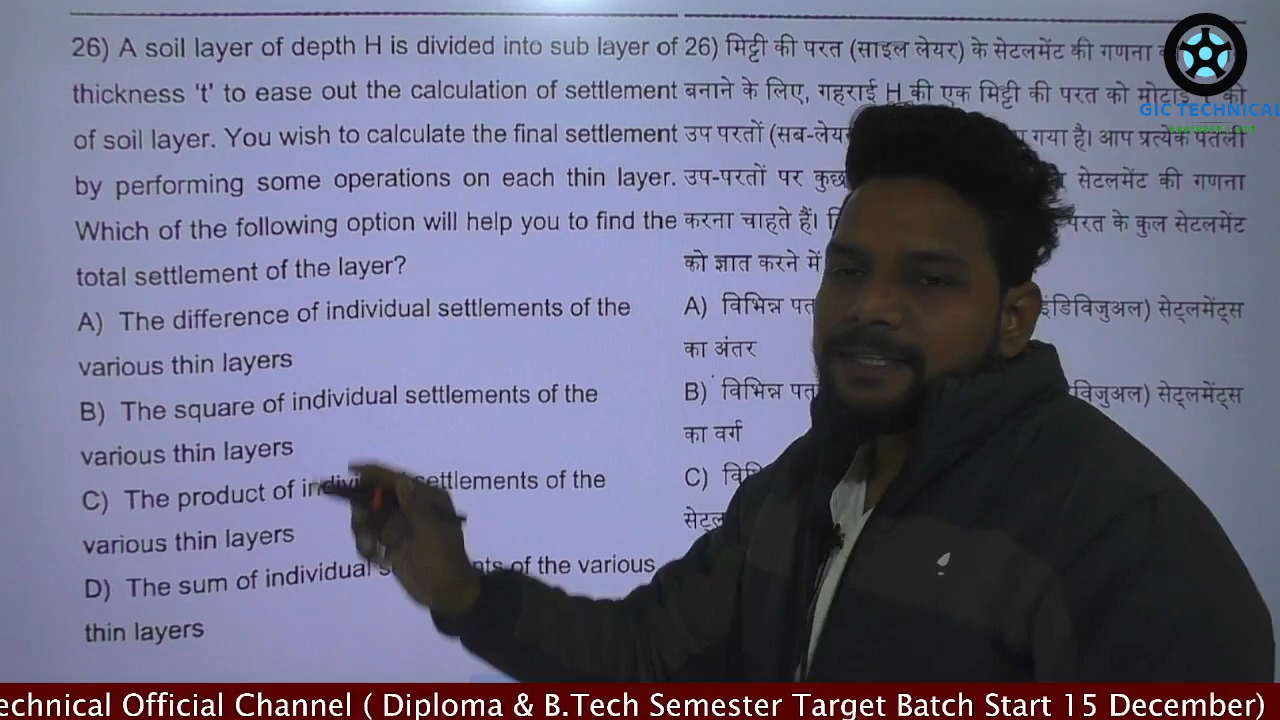 26) A soil layer of depth H is divided into sub layer of
thickness 't' to ease out the calculation of settlement
of soil layer. You wish to calculate the final settlement
by performing some operations on each thin layer.
Which of the following option will help you to find the
total settlement of the layer?
A) The difference of individual settlements of the
various thin layers
B) The square of individual settlements of the
various thin layers
C) The product of settlements of the
various thin layers
D) The sum of individual of the various
thin layers
26) मिट्टी की परत (साइल लेयर) के सेटलमेंट की गणना
बनाने के लिए, गहराई H की एक मिट्टी की परत को मोटाई
उप परतों गया है। आप प्रत्येक पतली
उप-परतों पर सेटलमेंट की गणना
करना चाहते हैं। परत के कुल सेटलमेंट
को ज्ञात करने में
A) विभिन्न सेट्लमेंट्स
का अंतर
B) विभिन्न सेट्लमेंट्स
का वर्ग
C)
GIC TECHNICAL
echnical Official Channel ( Diploma & B.Tech Semester Target Batch Start 15 December)